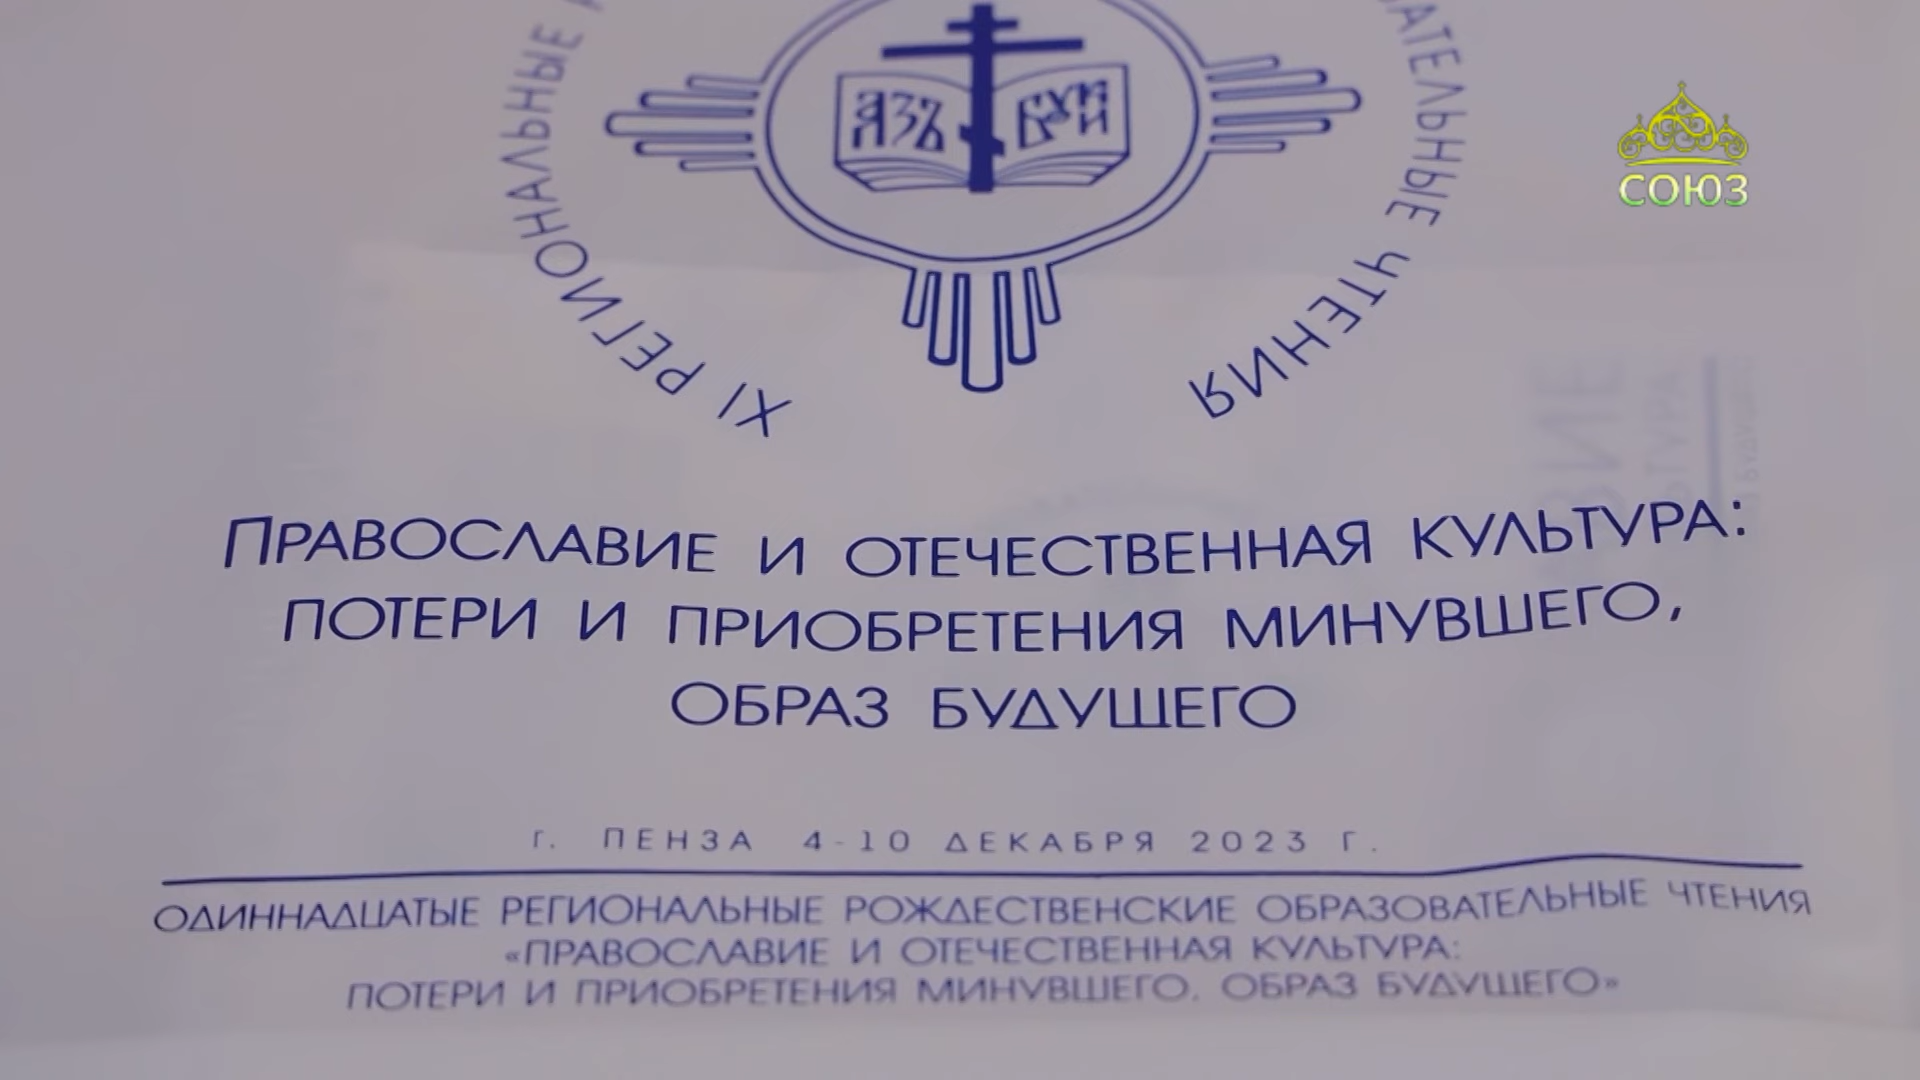 XI РЕГИОНАЛЬНЫЕ
ЧТЕНИЯ
АЗЪ БУКИ
СОЮЗ
ПРАВОСЛАВИЕ И ОТЕЧЕСТВЕННАЯ КУЛЬТУРА:
ПОТЕРИ И ПРИОБРЕТЕНИЯ МИНУВШЕГО,
ОБРАЗ БУДУЩЕГО
Г. ПЕНЗА 4-10 ДЕКАБРЯ 2023 Г.
ОДИННАДЦАТЫЕ РЕГИОНАЛЬНЫЕ РОЖДЕСТВЕНСКИЕ ОБРАЗОВАТЕЛЬНЫЕ ЧТЕНИЯ
«ПРАВОСЛАВИЕ И ОТЕЧЕСТВЕННАЯ КУЛЬТУРА:
ПОТЕРИ И ПРИОБРЕТЕНИЯ МИНУВШЕГО, ОБРАЗ БУДУЩЕГО»